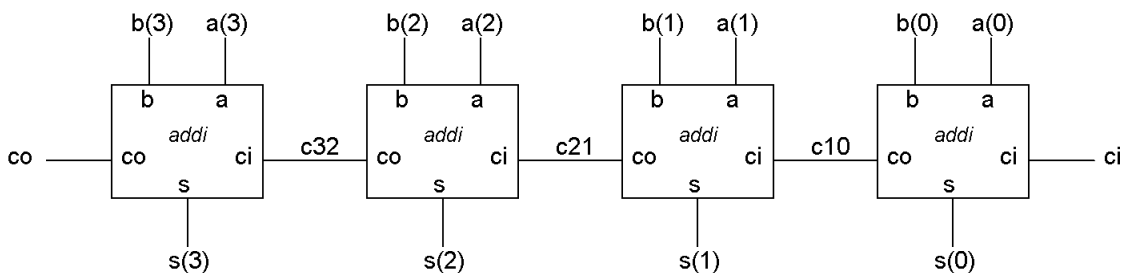 b(3) a(3) b(2) a(2) b(1) a(1) b(0) a(0)
b a b a b a b a
addi addi addi addi
co co ci c32 co ci c21 co ci c10 co ci ci
s s s s
s(3) s(2) s(1) s(0)